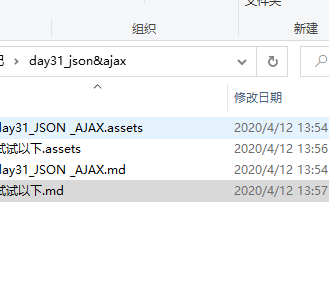 文件夹
组织
新建
day31_json&ajax
修改日期
day31_JSON _AJAX.assets 2020/4/12 13:54
试试以下.assets 2020/4/12 13:56
day31_JSON _AJAX.md 2020/4/12 13:54
试试以下.md 2020/4/12 13:57